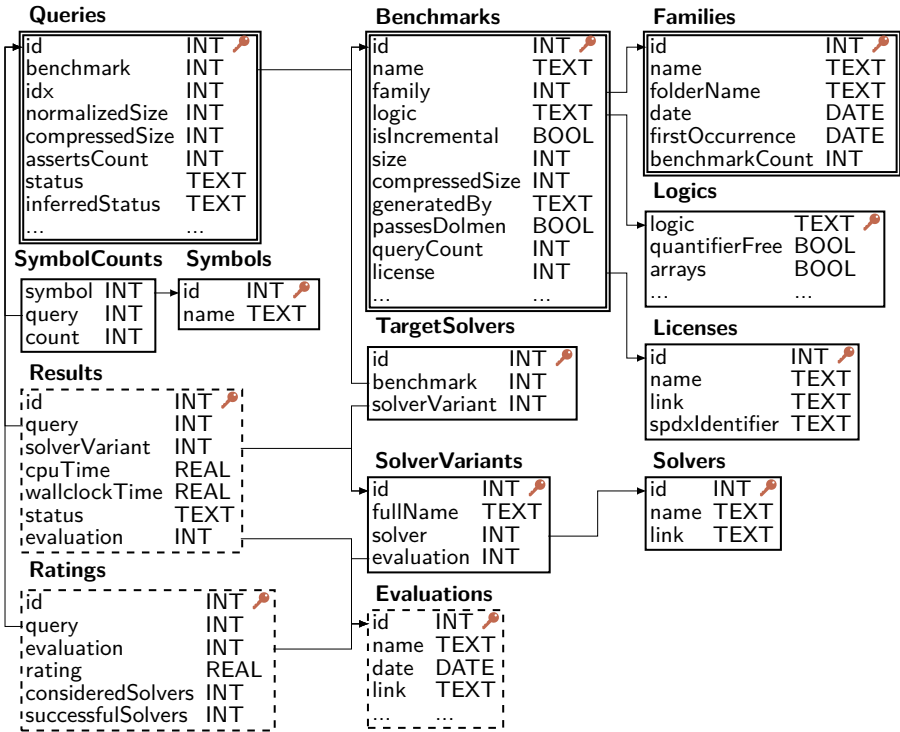 Queries
id INT
benchmark INT
idx INT
normalizedSize INT
compressedSize INT
assertsCount INT
status TEXT
inferredStatus TEXT
... ...
SymbolCounts
symbol INT
query INT
count INT
Symbols
id INT
name TEXT
Results
id INT
query INT
solverVariant INT
cpuTime REAL
wallclockTime REAL
status TEXT
evaluation INT
Ratings
id INT
query INT
evaluation INT
rating REAL
consideredSolvers INT
successfulSolvers INT
Benchmarks
id INT
name TEXT
family INT
logic TEXT
isIncremental BOOL
size INT
compressedSize INT
generatedBy TEXT
passesDolmen BOOL
queryCount INT
license INT
... ...
TargetSolvers
id INT
benchmark INT
solverVariant INT
SolverVariants
id INT
fullName TEXT
solver INT
evaluation INT
Evaluations
id INT
name TEXT
date DATE
link TEXT
... ...
Families
id INT
name TEXT
folderName TEXT
date DATE
firstOccurrence DATE
benchmarkCount INT
Logics
logic TEXT
quantifierFree BOOL
arrays BOOL
... ...
Licenses
id INT
name TEXT
link TEXT
spdxIdentifier TEXT
Solvers
id INT
name TEXT
link TEXT